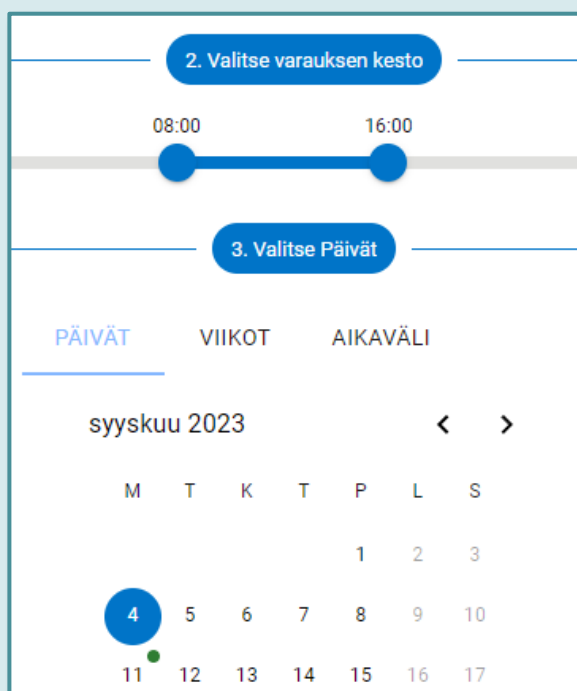 2. Valitse varauksen kesto
08:00 16:00
3. Valitse Päivät
PÄIVÄT VIIKOT AIKAVÄLI
syyskuu 2023
M T K T P L S
1 2 3
4 5 6 7 8 9 10
11 12 13 14 15 16 17